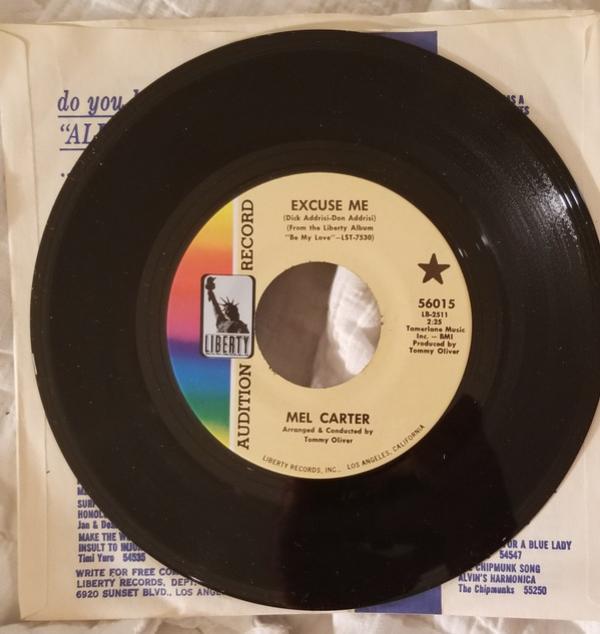 do you
"AL
EXCUSE ME
(Dick Addrisi-Don Addrisi)
(From the Liberty Album
"Be My Love"—LST-7530)
AUDITION RECORD
LIBERTY
56015
LB-2511
2:25
Tamerlane Music
Inc. — BMI
Produced by
Tommy Oliver
MEL CARTER
Arranged & Conducted by
Tommy Oliver
LIBERTY RECORDS, INC., LOS ANGELES, CALIFORNIA
Jan & De
MAKE THE W
INSULT TO INJU
Timi Yuro 54535
WRITE FOR FREE CO
LIBERTY RECORDS, DEPT.
6920 SUNSET BLVD., LOS ANGE
FOR A BLUE LADY
54547
CHIPMUNK SONG
ALVIN'S HARMONICA
The Chipmunks 55250